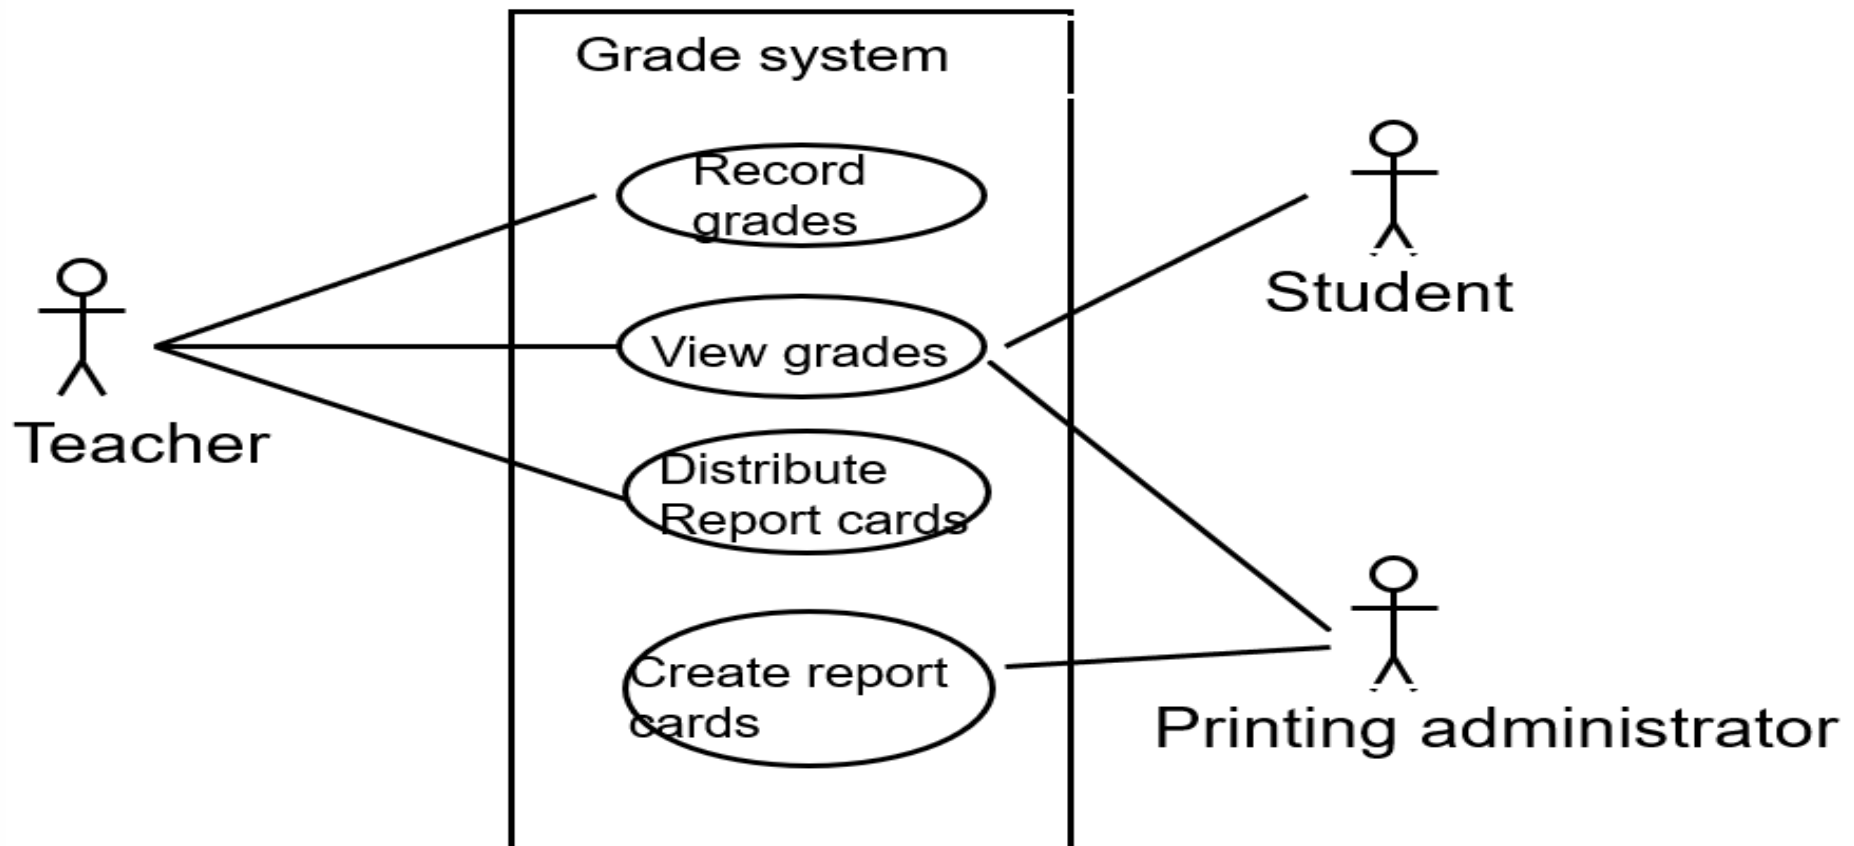 Grade system
Record
grades
View grades
Distribute
Report cards
Create report
cards
Teacher
Student
Printing administrator